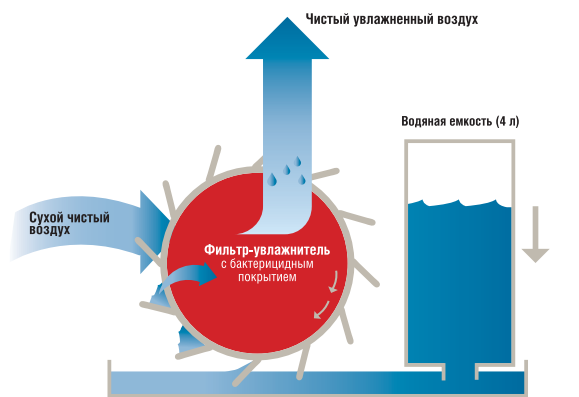 Чистый увлажненный воздух
Водяная емкость (4 л)
Сухой чистый
воздух
Фильтр-увлажнитель
с бактерицидным
покрытием